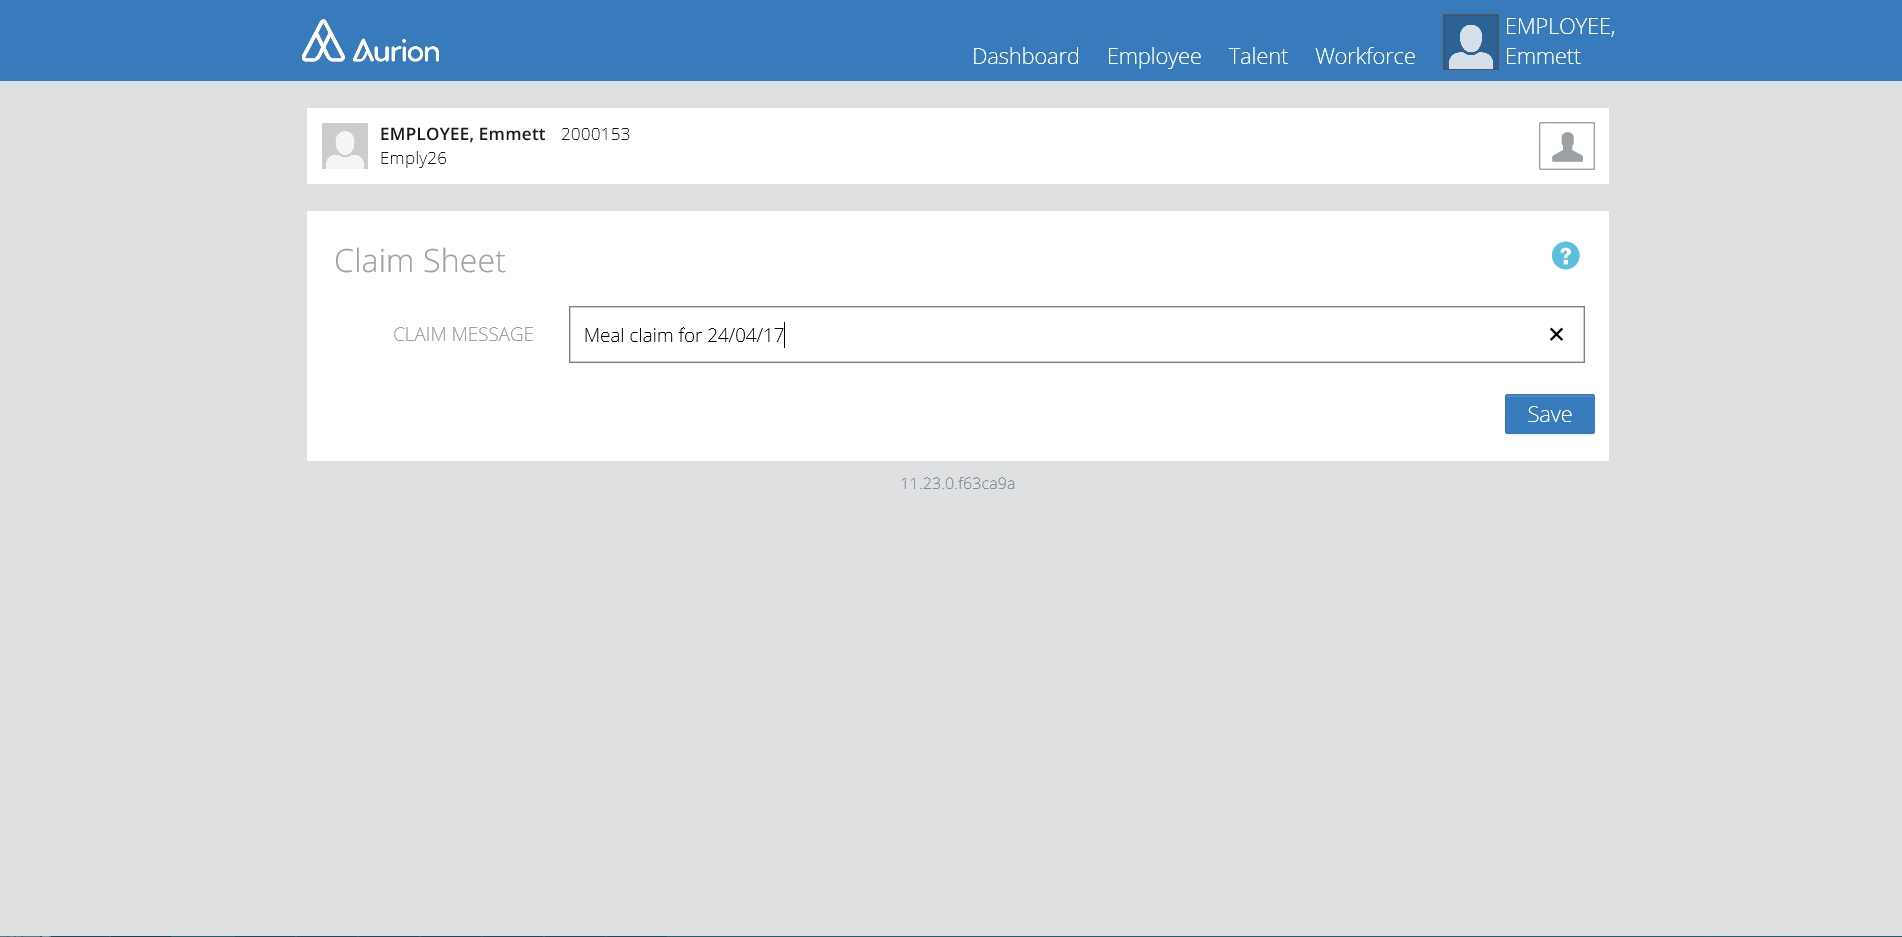 Aurion
Dashboard Employee Talent Workforce
EMPLOYEE,
Emmett
EMPLOYEE, Emmett 2000153
Emply26
Claim Sheet
?
CLAIM MESSAGE
Meal claim for 24/04/17
Save
11.23.0.f63ca9a